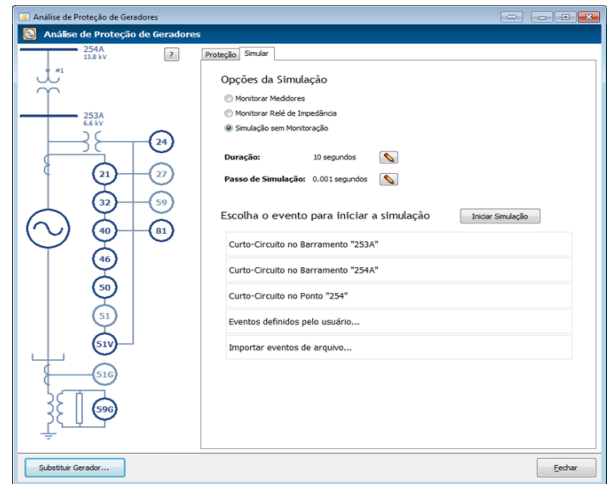 Análise de Proteção de Geradores
Análise de Proteção de Geradores
254A
13.8 kV
?
#1
253A
6.6 kV
24
21
27
32
59
40
81
46
50
51
51V
51G
59G
Proteção
Simular
Opções da Simulação
Monitorar Medidores
Monitorar Relé de Impedância
Simulação sem Monitoração
Duração: 10 segundos
Passo de Simulação: 0.001 segundos
Escolha o evento para iniciar a simulação
Iniciar Simulação
Curto-Circuito no Barramento "253A"
Curto-Circuito no Barramento "254A"
Curto-Circuito no Ponto "254"
Eventos definidos pelo usuário...
Importar eventos de arquivo...
Substituir Gerador...
Fechar